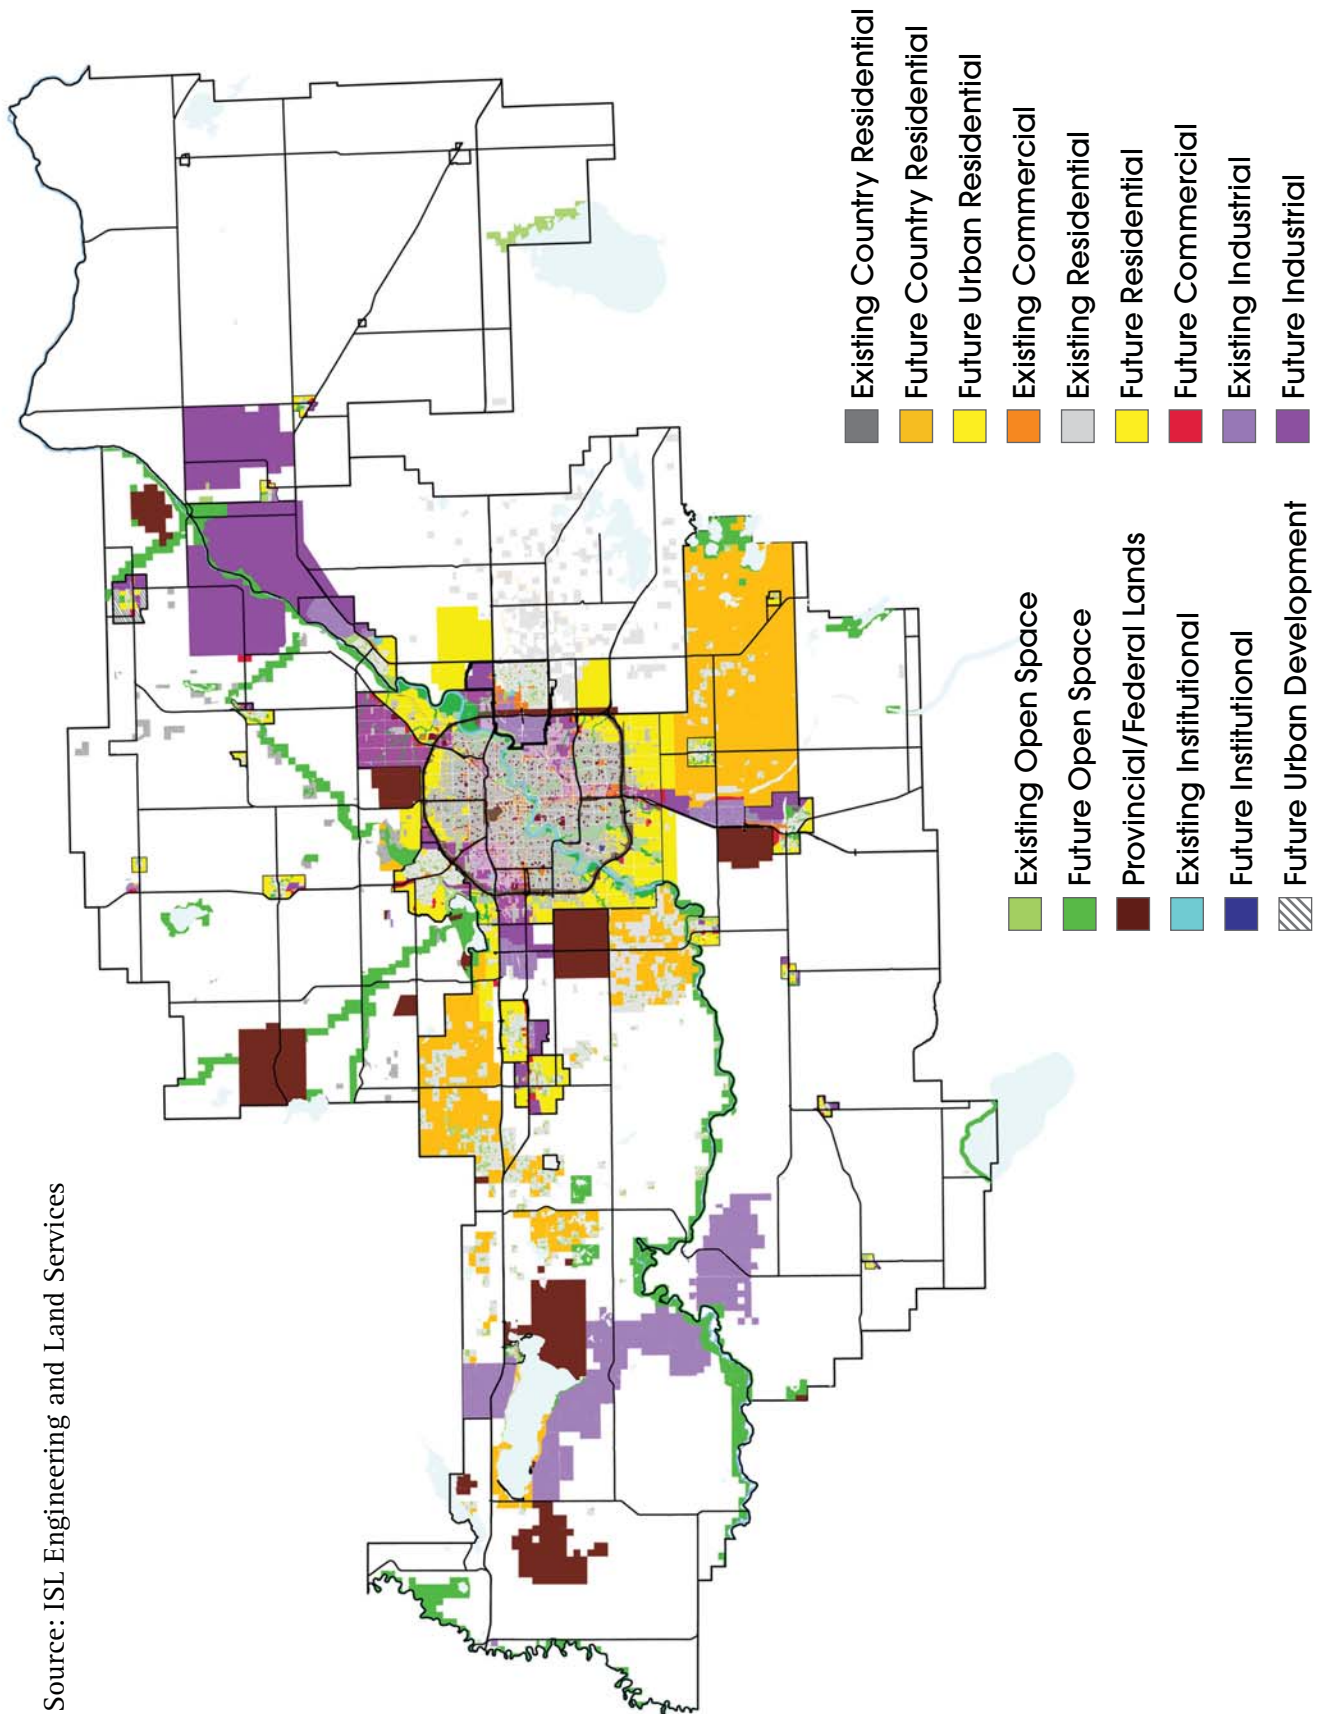 Source: ISL Engineering and Land Services
Existing Open Space
Future Open Space
Provincial/Federal Lands
Existing Institutional
Future Institutional
Future Urban Development
Existing Country Residential
Future Country Residential
Future Urban Residential
Existing Commercial
Existing Residential
Future Residential
Future Commercial
Existing Industrial
Future Industrial